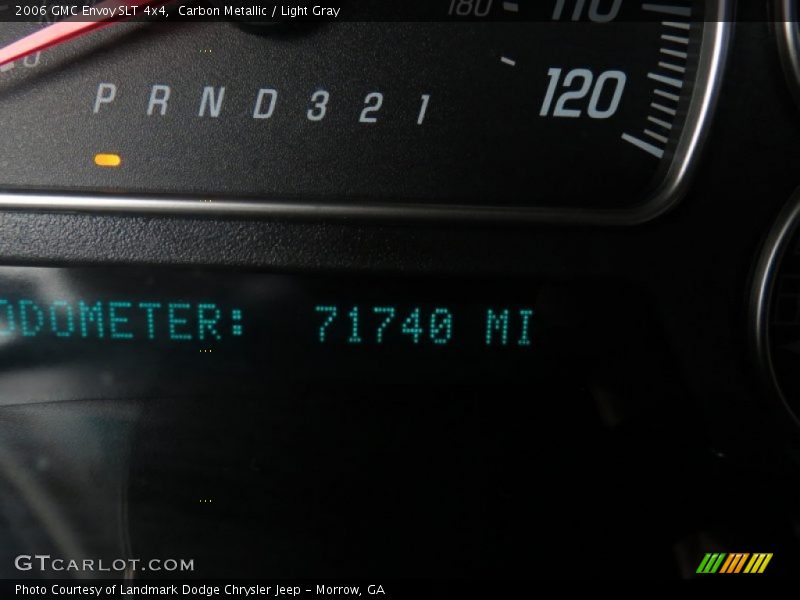 2006 GMC Envoy SLT 4x4, Carbon Metallic / Light Gray
180 110
0
120
P R N D 3 2 1
ODOMETER: 71740 MI
GTCARLOT.COM
Photo Courtesy of Landmark Dodge Chrysler Jeep - Morrow, GA